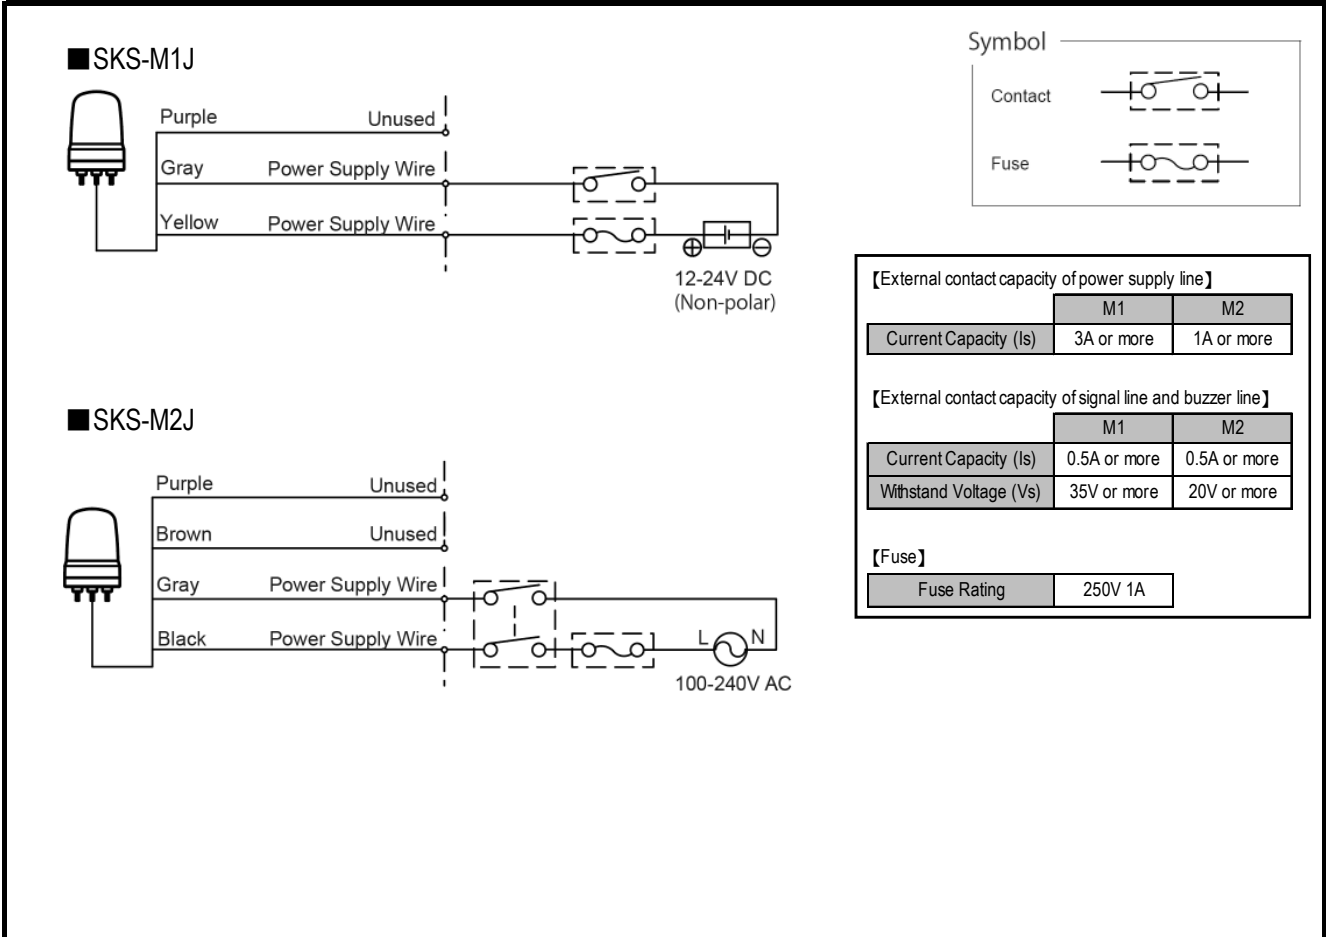 ■SKS-M1J
Purple Unused
Gray Power Supply Wire
Yellow Power Supply Wire
⊕ ⊖
12-24V DC
(Non-polar)
Symbol
Contact
Fuse
【External contact capacity of power supply line】
M1 M2
Current Capacity (Is) 3A or more 1A or more
【External contact capacity of signal line and buzzer line】
M1 M2
Current Capacity (Is) 0.5A or more 0.5A or more
Withstand Voltage (Vs) 35V or more 20V or more
【Fuse】
Fuse Rating 250V 1A
■SKS-M2J
Purple Unused
Brown Unused
Gray Power Supply Wire
Black Power Supply Wire
L N
100-240V AC